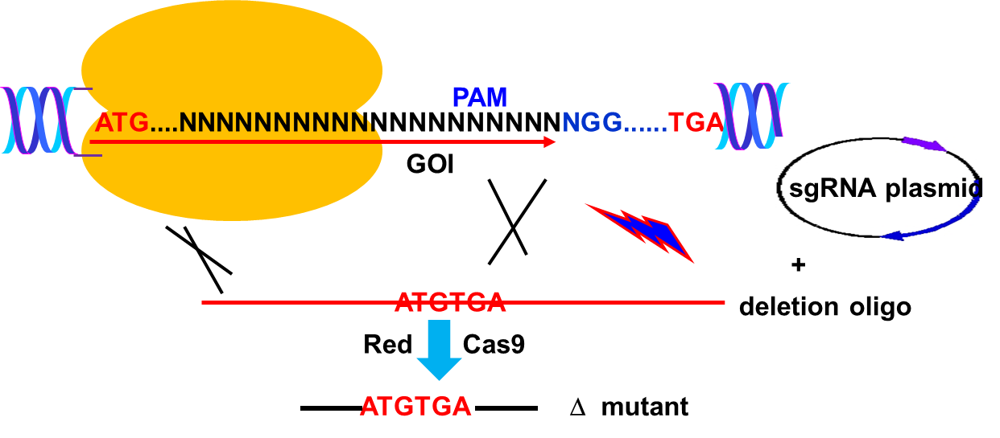 PAM
ATG....NNNNNNNNNNNNNNNNNNNNNGG......TGA
GOI
sgRNA plasmid
+
ATGTGA
deletion oligo
Red Cas9
ATGTGA Δ mutant